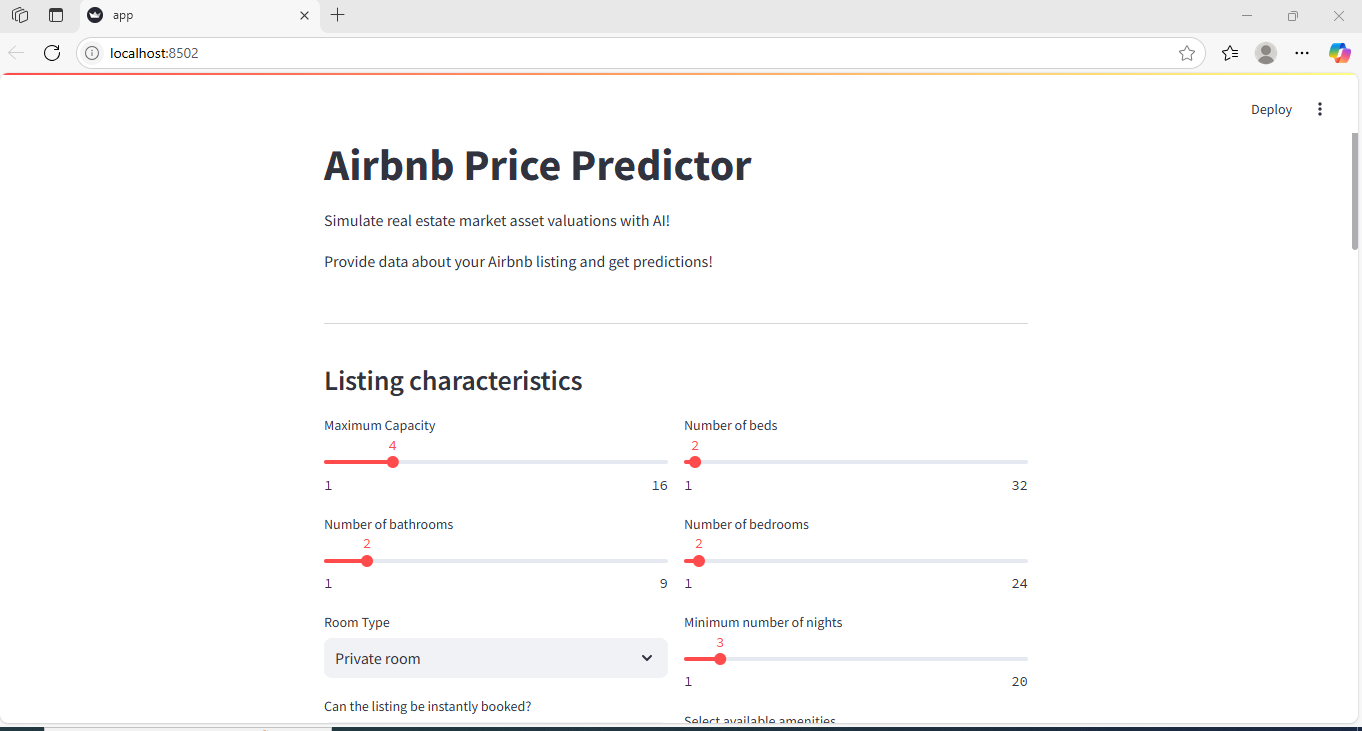 app
localhost:8502
Deploy
Airbnb Price Predictor
Simulate real estate market asset valuations with AI!
Provide data about your Airbnb listing and get predictions!
Listing characteristics
Maximum Capacity
4
1 16
Number of beds
2
1 32
Number of bathrooms
2
1 9
Number of bedrooms
2
1 24
Room Type
Private room
Minimum number of nights
3
1 20
Can the listing be instantly booked?
Select available amenities